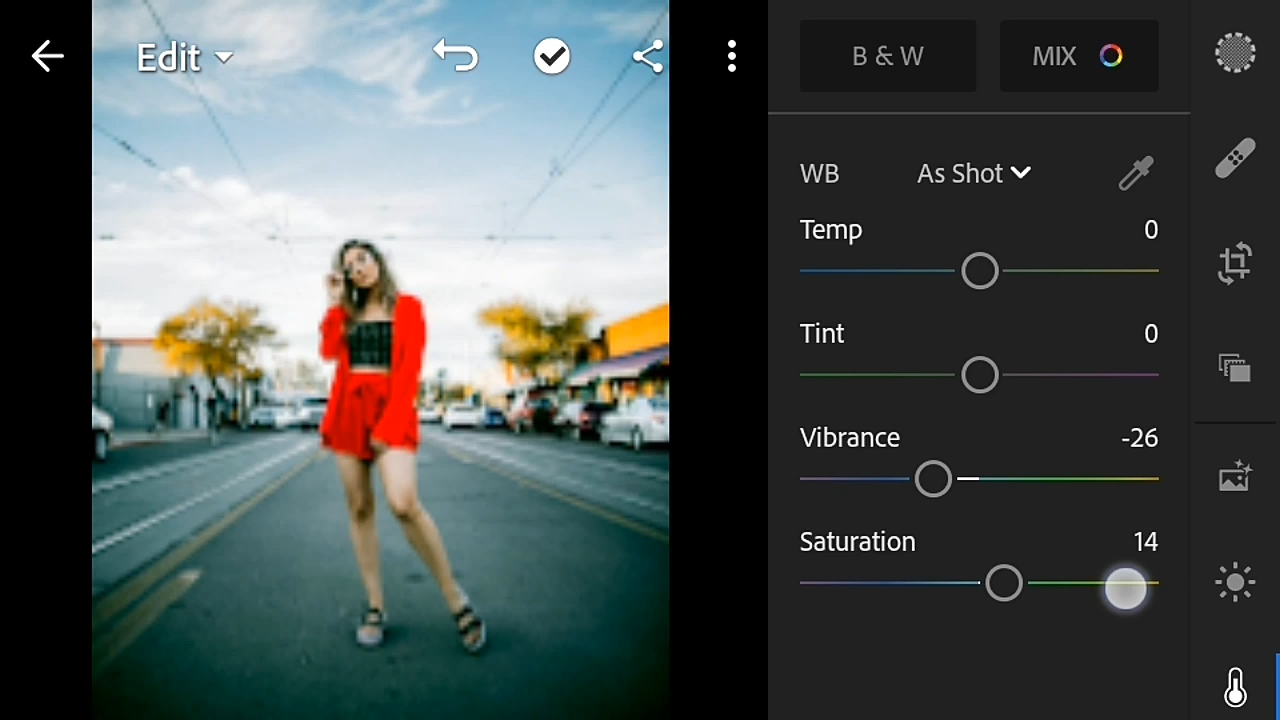 Edit
B & W
MIX
WB
As Shot
Temp
0
Tint
0
Vibrance
-26
Saturation
14